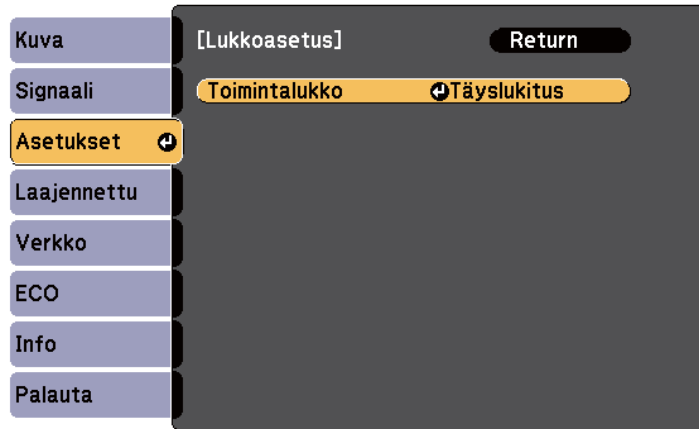 Kuva
Signaali
Asetukset
Laajennettu
Verkko
ECO
Info
Palauta
[Lukkoasetus] Return
Toimintalukko Täyslukitus